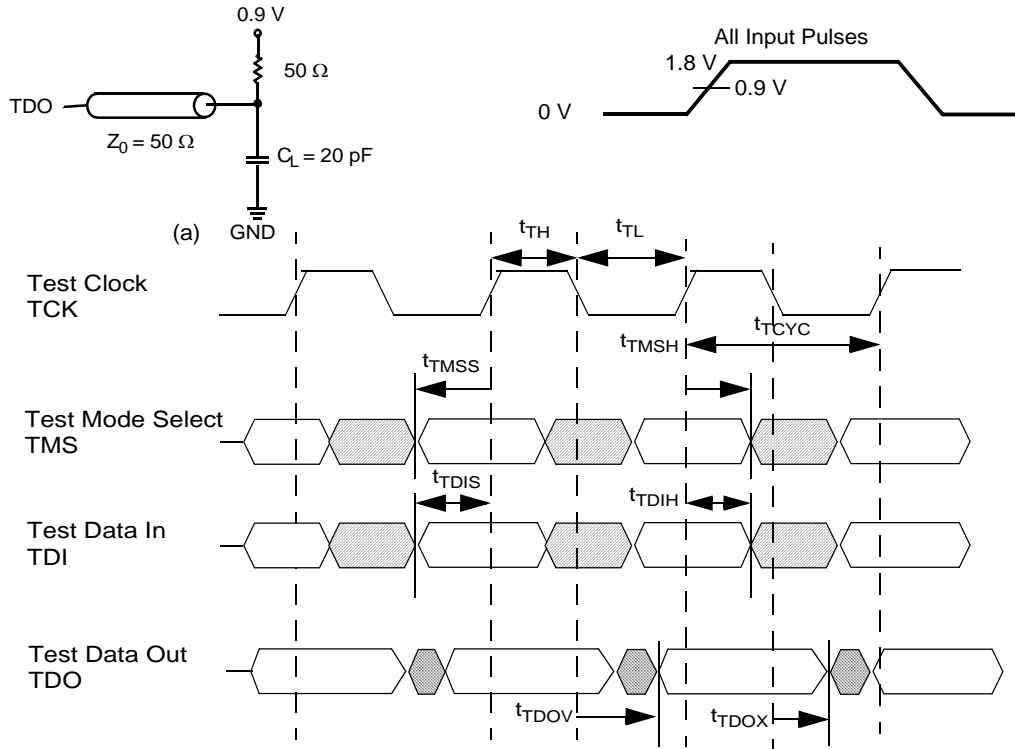 0.9 V
50 Ω
TDO
Z0 = 50 Ω
CL = 20 pF
(a) GND
All Input Pulses
1.8 V
0.9 V
0 V
tTH
tTL
Test Clock
TCK
tTCYC
tTMSH
tTMSS
Test Mode Select
TMS
tTDIS
tTDIH
Test Data In
TDI
Test Data Out
TDO
tTDOV
tTDOX